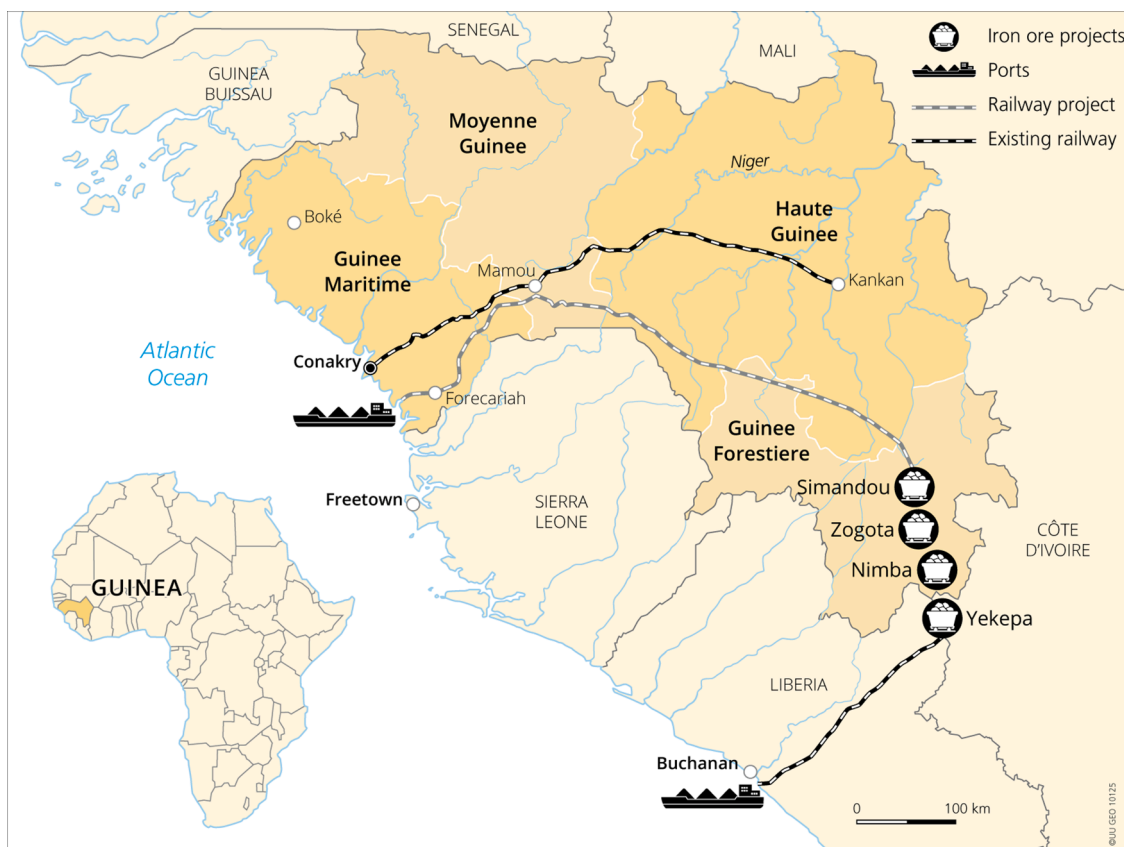 SENEGAL
MALI
GUINEA
BUISSAU
Iron ore projects
Ports
Railway project
Existing railway
Moyenne
Guinee
Niger
Boké
Haute
Guinee
Guinee
Maritime
Mamou
Kankan
Atlantic
Ocean
Conakry
Forecariah
Guinee
Forestiere
Freetown
SIERRA
LEONE
Simandou
Zogota
CÔTE
D'IVOIRE
Nimba
GUINEA
Yekepa
LIBERIA
Buchanan
0 100 km
©UU GEO 10125